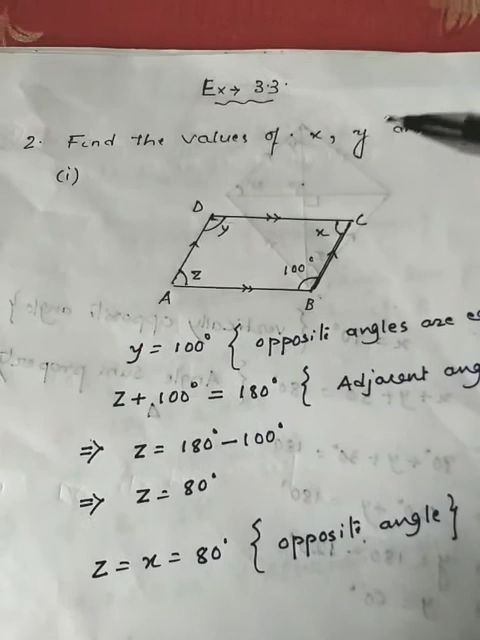 Ex → 3.3.
2. Find the values of x, y
(i)
D C
y x
z 100°
A B
y = 100° { opposite angles are
z + 100° = 180° { Adjacent
⇒ z = 180° - 100°
⇒ z = 80°
z = x = 80° { opposite angle }